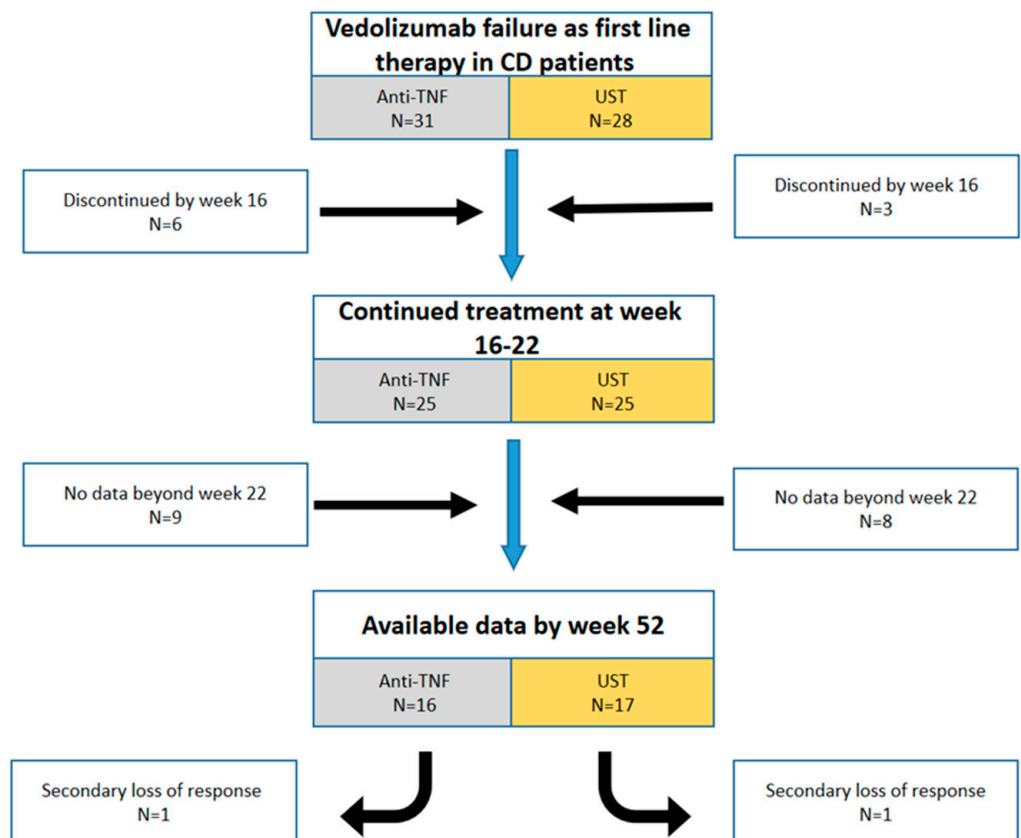 Vedolizumab failure as first line
therapy in CD patients
Anti-TNF
N=31
UST
N=28
Discontinued by week 16
N=6
Discontinued by week 16
N=3
Continued treatment at week
16-22
Anti-TNF
N=25
UST
N=25
No data beyond week 22
N=9
No data beyond week 22
N=8
Available data by week 52
Anti-TNF
N=16
UST
N=17
Secondary loss of response
N=1
Secondary loss of response
N=1